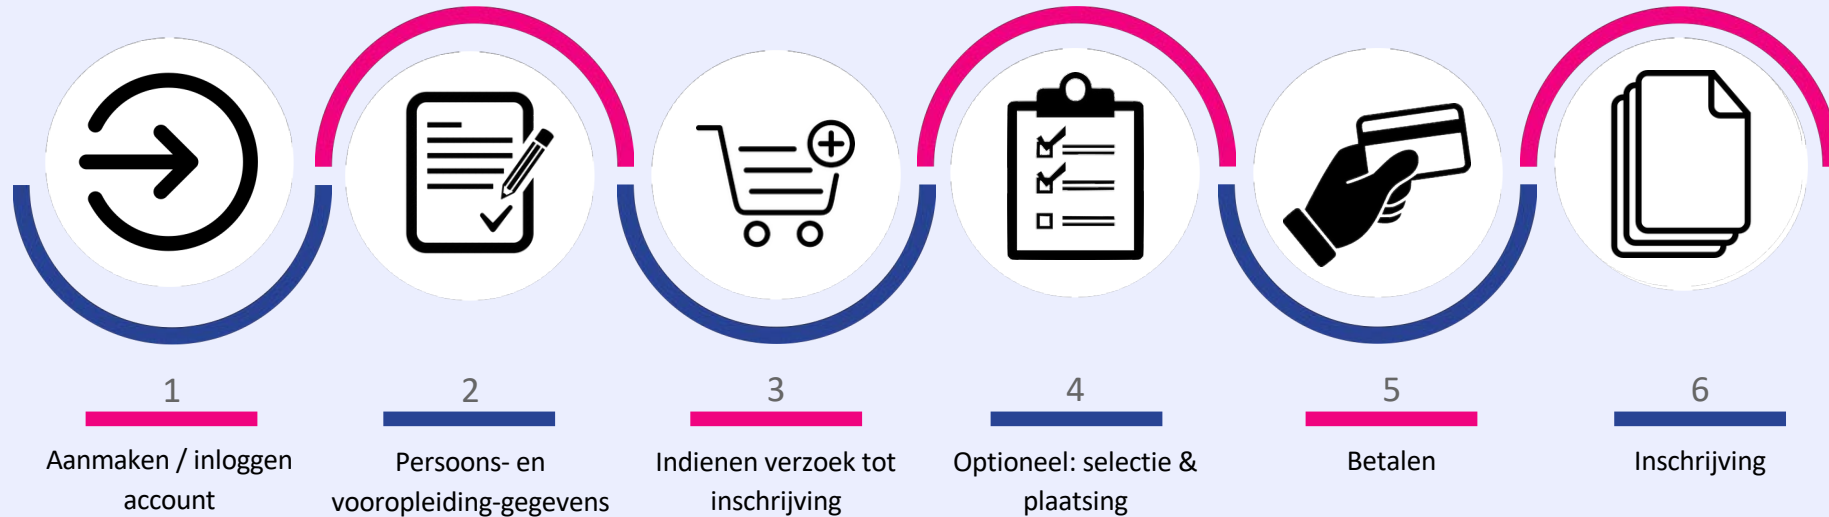 1
Aanmaken / inloggen
account
2
Persoons- en
vooropleiding-gegevens
3
Indienen verzoek tot
inschrijving
4
Optioneel: selectie &
plaatsing
5
Betalen
6
Inschrijving